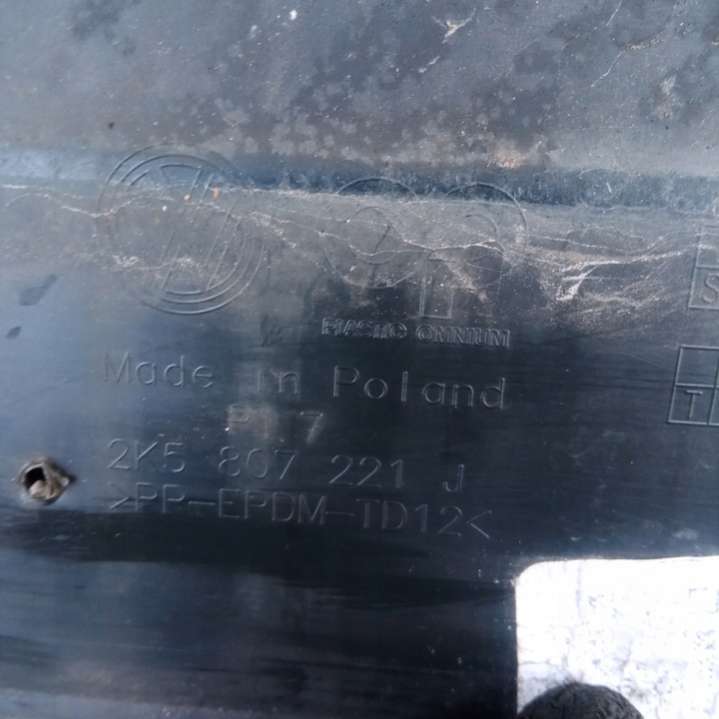 PLASTIC OMNIUM
S
Made in Poland
T
2K5 807 221 J
>PP-EPDM-TD12<